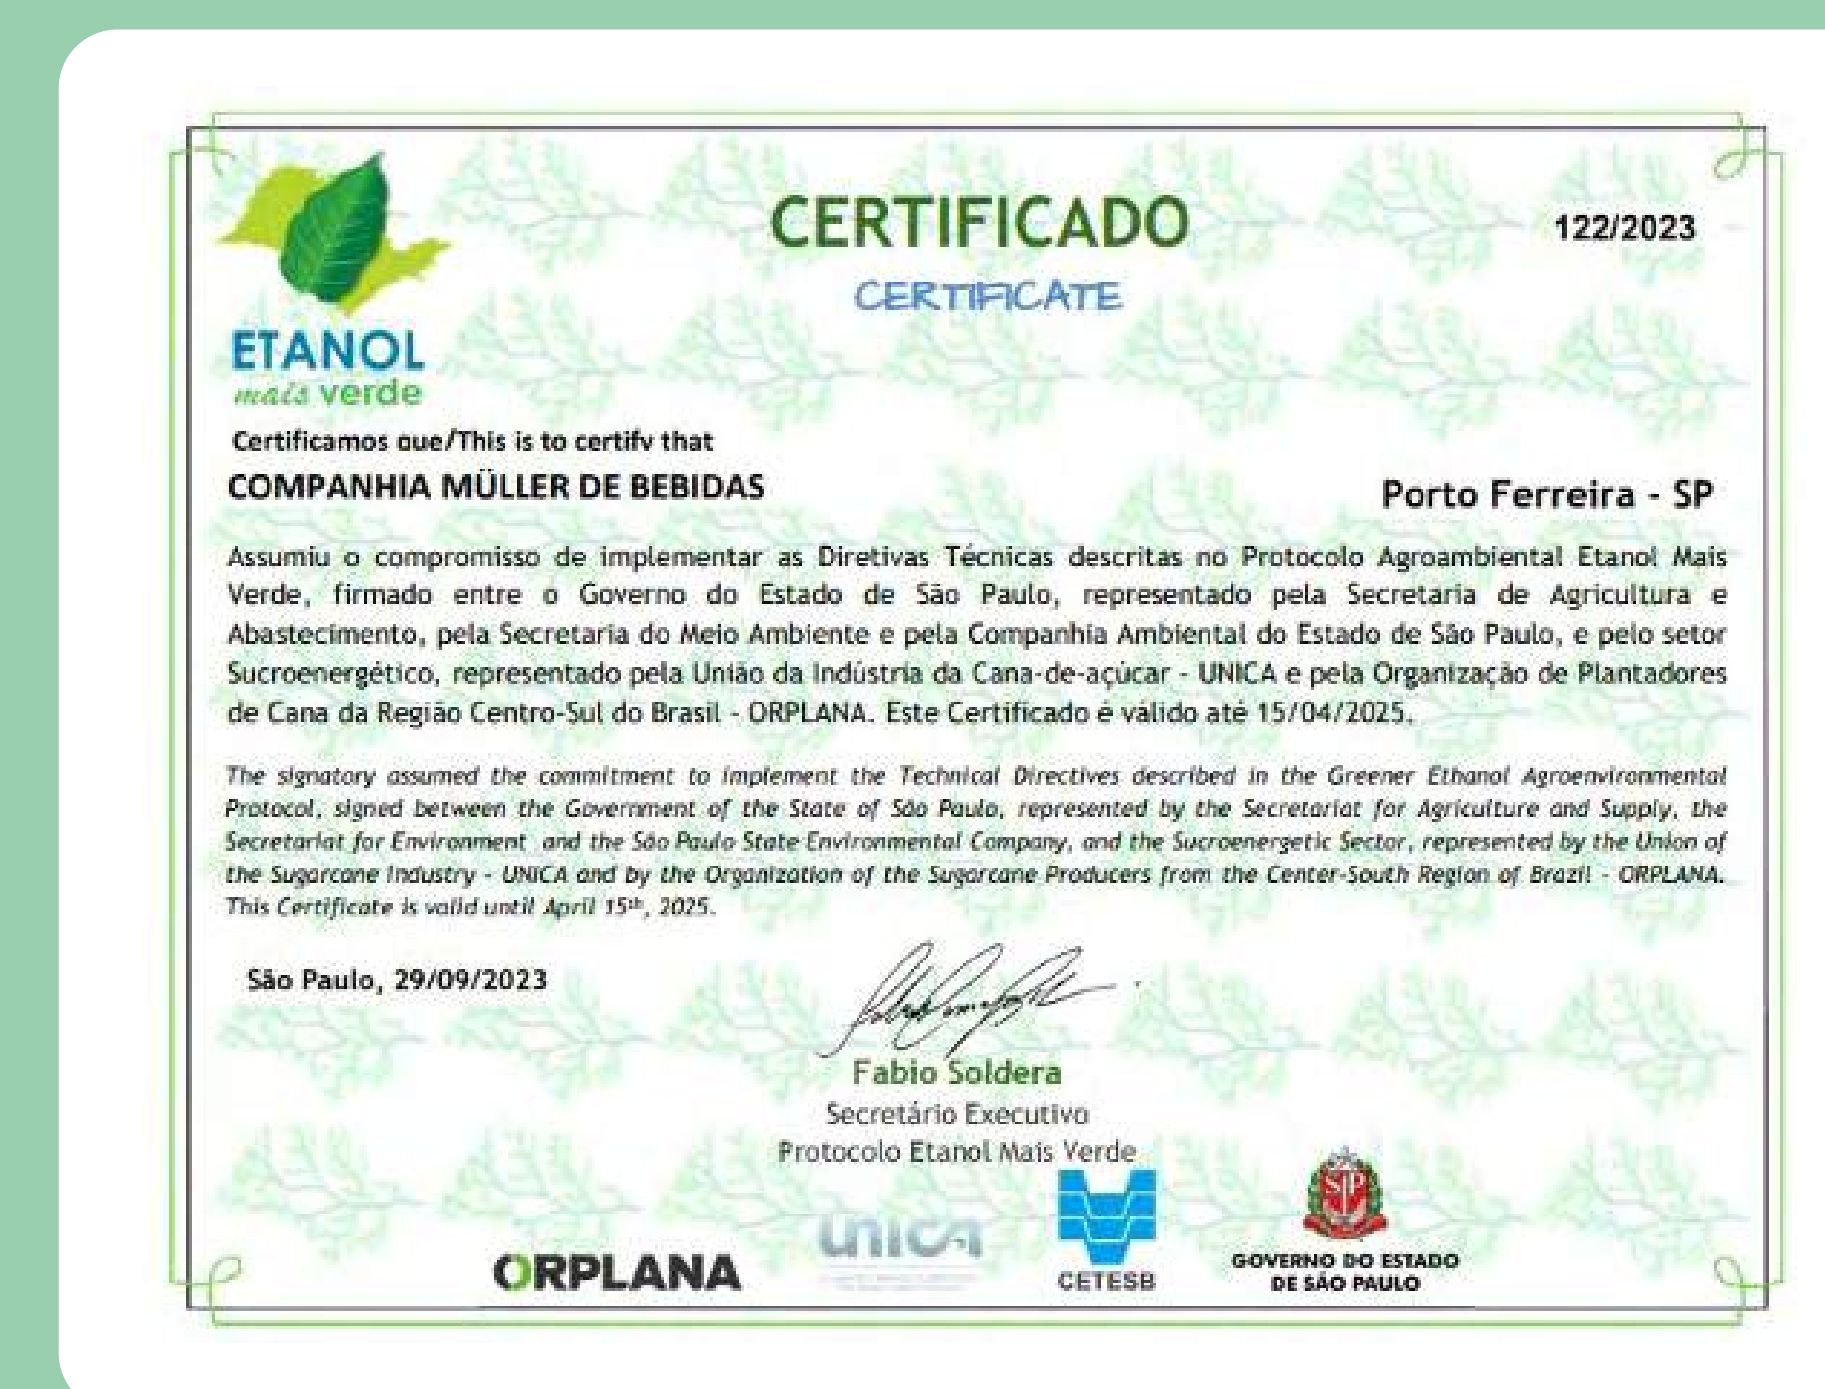 CERTIFICADO
122/2023
CERTIFICATE
ETANOL
mais verde
Certificamos que/This is to certify that
COMPANHIA MÜLLER DE BEBIDAS
Porto Ferreira - SP
Assumiu o compromisso de implementar as Diretivas Técnicas descritas no Protocolo Agroambiental Etanol Mais
Verde, firmado entre o Governo do Estado de São Paulo, representado pela Secretaria de Agricultura e
Abastecimento, pela Secretaria do Meio Ambiente e pela Companhia Ambiental do Estado de São Paulo, e pelo setor
Sucroenergético, representado pela União da Indústria da Cana-de-açúcar - UNICA e pela Organização de Plantadores
de Cana da Região Centro-Sul do Brasil - ORPLANA. Este Certificado é válido até 15/04/2025.
The signatory assumed the commitment to implement the Technical Directives described in the Greener Ethanol Agroenvironmental
Protocol, signed between the Government of the State of São Paulo, represented by the Secretariat for Agriculture and Supply, the
Secretariat for Environment and the São Paulo State Environmental Company, and the Sucroenergetic Sector, represented by the Union of
the Sugarcane Industry - UNICA and by the Organization of the Sugarcane Producers from the Center-South Region of Brazil - ORPLANA.
This Certificate is valid until April 15th, 2025.
São Paulo, 29/09/2023
Fabio Soldera
Secretário Executivo
Protocolo Etanol Mais Verde
ORPLANA
unica
CETESB
SP
GOVERNO DO ESTADO
DE SÃO PAULO